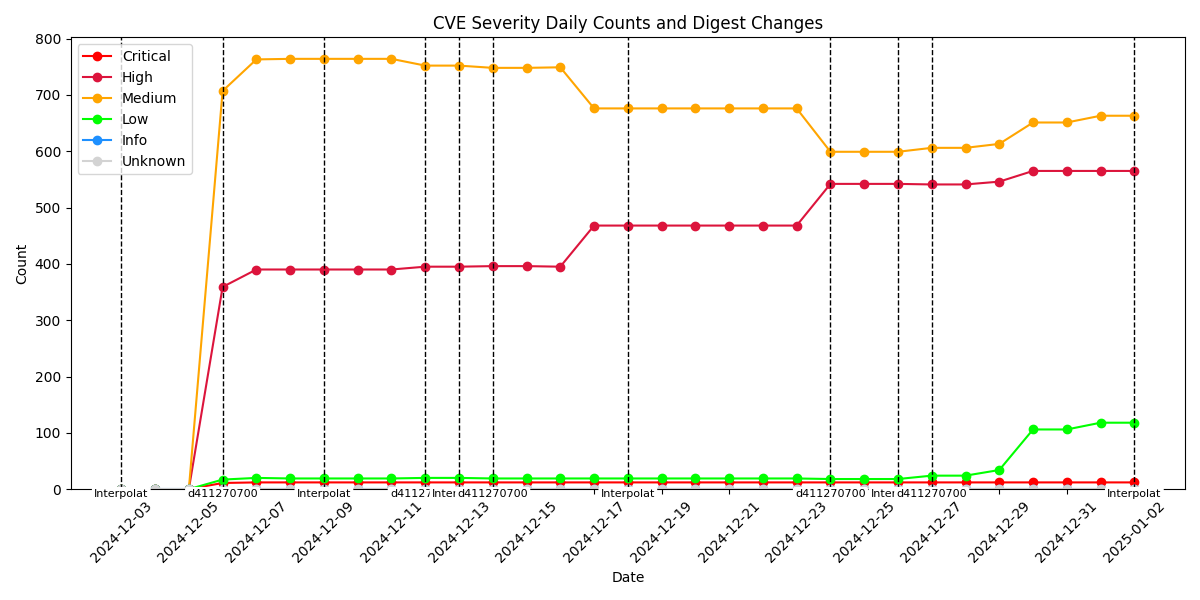 CVE Severity Daily Counts and Digest Changes
Critical
High
Medium
Low
Info
Unknown
800
700
600
500
400
300
200
100
0
Count
Interpolat
d411270700
Interpolat
d41127
Inter
d411270700
Interpolat
d411270700
Inter
d411270700
Interpolat
2024-12-03
2024-12-05
2024-12-07
2024-12-09
2024-12-11
2024-12-13
2024-12-15
2024-12-17
2024-12-19
2024-12-21
2024-12-23
2024-12-25
2024-12-27
2024-12-29
2024-12-31
2025-01-02
Date